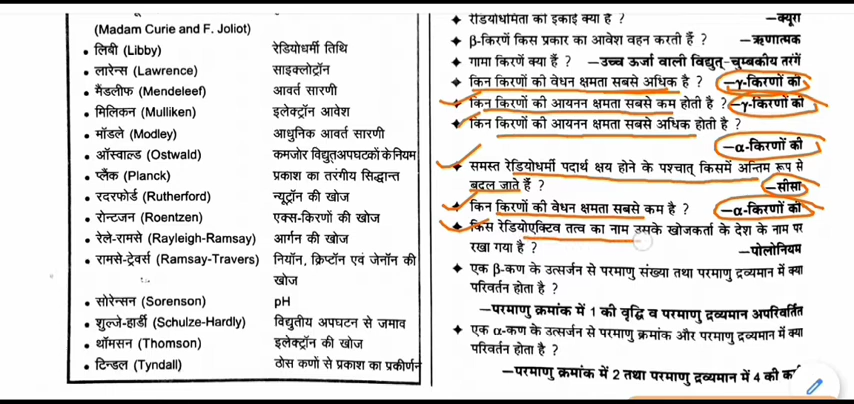 (Madam Curie and F. Joliot)
• लिबी (Libby) रेडियोधर्मी तिथि
• लारेन्स (Lawrence) साइक्लोट्रॉन
• मैंडलीफ (Mendeleef) आवर्त सारणी
• मिलिकन (Mulliken) इलेक्ट्रॉन आवेश
• मॉडले (Modley) आधुनिक आवर्त सारणी
• ऑस्वाल्ड (Ostwald) कमजोर विद्युतअपघटकों के नियम
• प्लैंक (Planck) प्रकाश का तरंगीय सिद्धान्त
• रदरफोर्ड (Rutherford) न्यूट्रॉन की खोज
• रोन्टजन (Roentzen) एक्स-किरणों की खोज
• रेले-रामसे (Rayleigh-Ramsay) आर्गन की खोज
• रामसे-ट्रेवर्स (Ramsay-Travers) नियॉन, क्रिप्टॉन एवं जेनॉन की
खोज
• सोरेन्सन (Sorenson) pH
• शुल्जे-हार्डी (Schulze-Hardly) विद्युतीय अपघटन से जमाव
• थॉमसन (Thomson) इलेक्ट्रॉन की खोज
• टिन्डल (Tyndall) ठोस कणों से प्रकाश का प्रकीर्णन
✦ रेडियोधर्मिता की इकाई क्या है ? —क्यूरी
✦ β-किरणें किस प्रकार का आवेश वहन करती हैं ? —ऋणात्मक
✦ गामा किरणें क्या हैं ? —उच्च ऊर्जा वाली विद्युत्-चुम्बकीय तरंगें
✦ किन किरणों की वेधन क्षमता सबसे अधिक है ? —γ-किरणों की
✦ किन किरणों की आयनन क्षमता सबसे कम होती है ? —γ-किरणों की
✦ किन किरणों की आयनन क्षमता सबसे अधिक होती है ?
—α-किरणों की
✦ समस्त रेडियोधर्मी पदार्थ क्षय होने के पश्चात् किसमें अन्तिम रूप से
बदल जाते हैं ? —सीसा
✦ किन किरणों की वेधन क्षमता सबसे कम है ? —α-किरणों की
✦ किस रेडियोएक्टिव तत्व का नाम उसके खोजकर्ता के देश के नाम पर
रखा गया है ? —पोलोनियम
✦ एक β-कण के उत्सर्जन से परमाणु संख्या तथा परमाणु द्रव्यमान में क्या
परिवर्तन होता है ?
—परमाणु क्रमांक में 1 की वृद्धि व परमाणु द्रव्यमान अपरिवर्तित
✦ एक α-कण के उत्सर्जन से परमाणु क्रमांक और परमाणु द्रव्यमान में क्या
परिवर्तन होता है ?
—परमाणु क्रमांक में 2 तथा परमाणु द्रव्यमान में 4 की